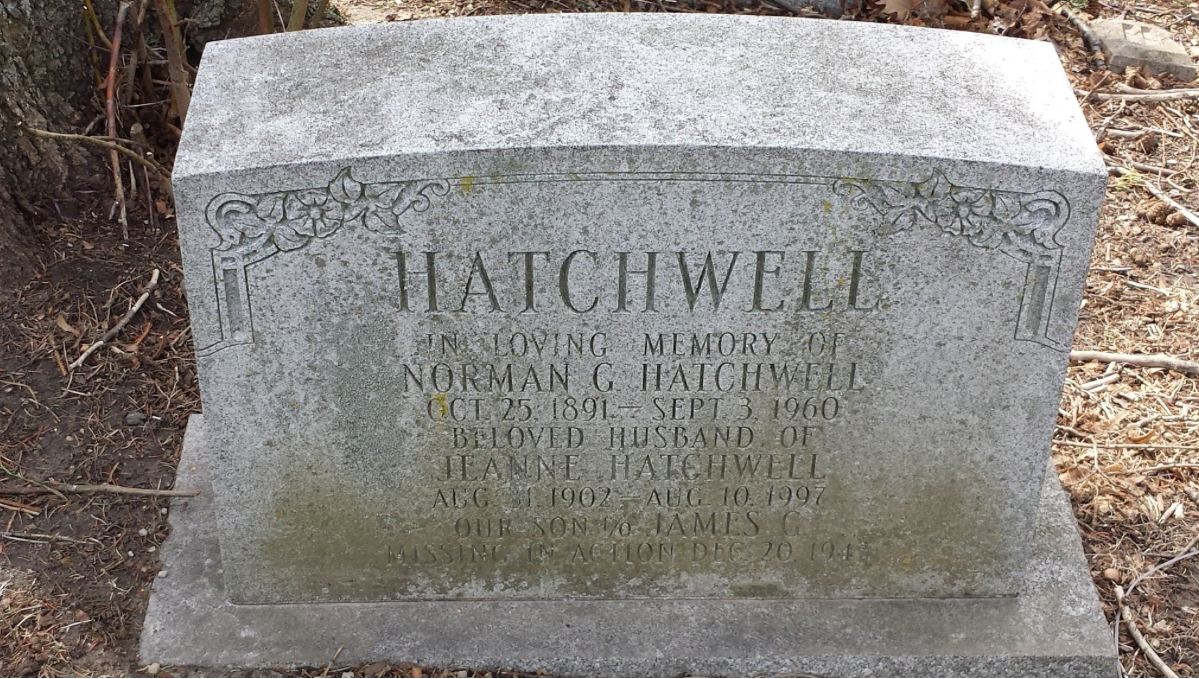 HATCHWELL
IN LOVING MEMORY OF
NORMAN G. HATCHWELL
OCT. 25, 1891 – SEPT. 3, 1960
BELOVED HUSBAND OF
JEANNE HATCHWELL
AUG. 31, 1902 – AUG. 10, 1997
OUR SON JAMES G.
MISSING IN ACTION DEC. 20